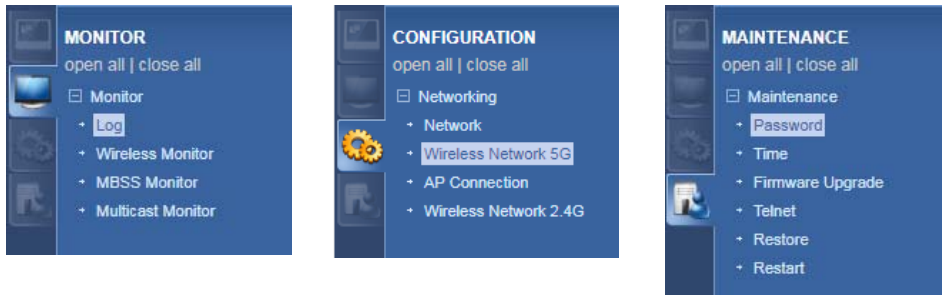 MONITOR
open all | close all
Monitor
Log
Wireless Monitor
MBSS Monitor
Multicast Monitor
CONFIGURATION
open all | close all
Networking
Network
Wireless Network 5G
AP Connection
Wireless Network 2.4G
MAINTENANCE
open all | close all
Maintenance
Password
Time
Firmware Upgrade
Telnet
Restore
Restart